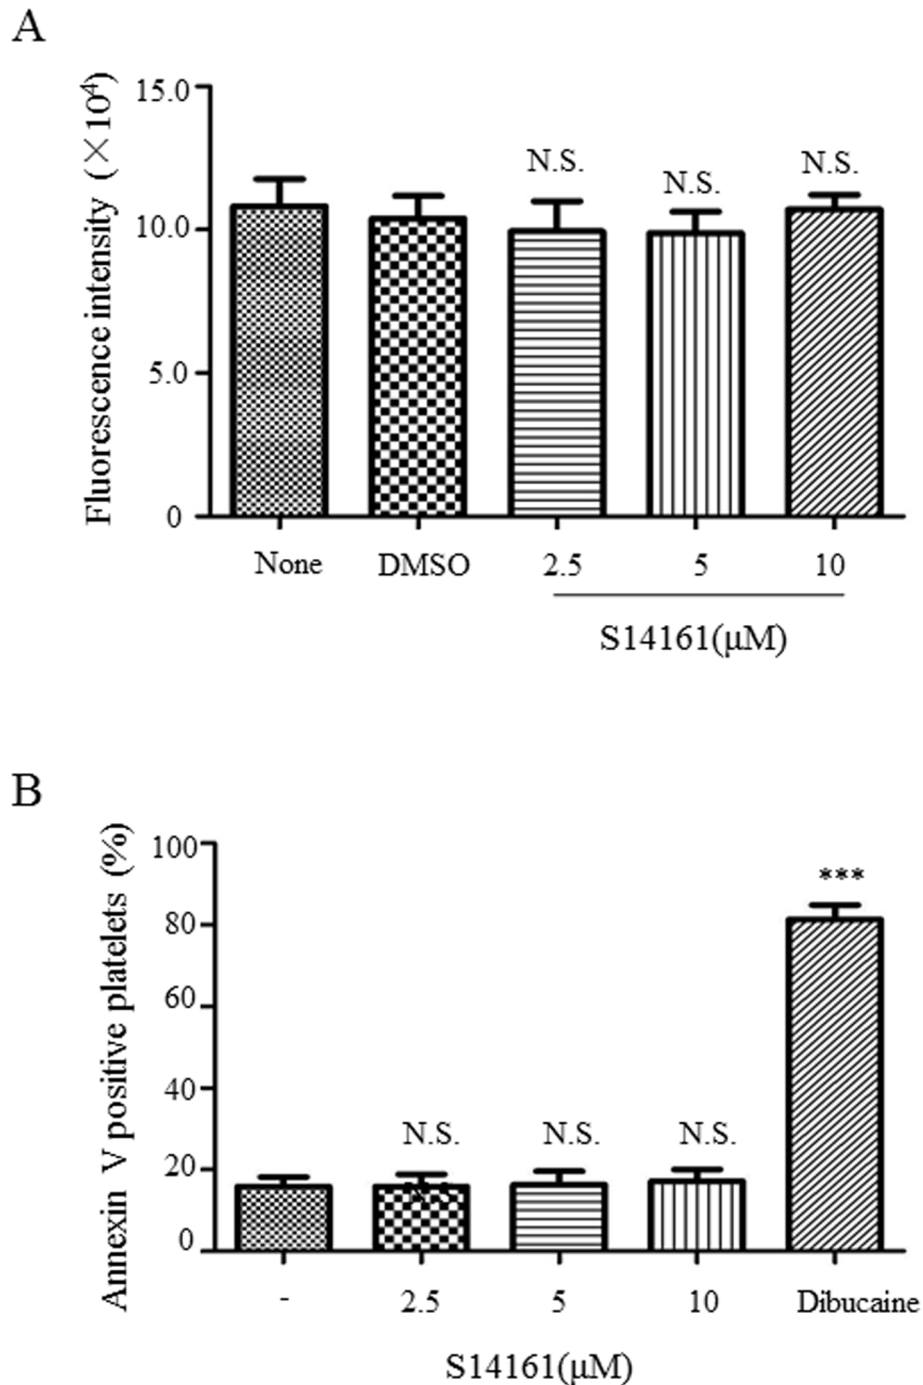 A
Fluorescence intensity (×10⁴)
15.0
10.0
5.0
0
N.S.
N.S.
N.S.
None DMSO 2.5 5 10
S14161(μM)
B
Annexin V positive platelets (%)
100
80
60
40
20
0
***
N.S. N.S. N.S.
- 2.5 5 10 Dibucaine
S14161(μM)